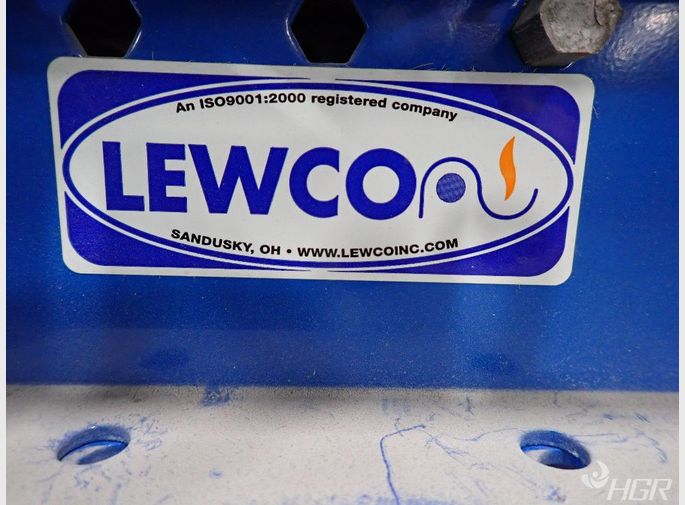 An ISO9001:2000 registered company
LEWCO
SANDUSKY, OH • WWW.LEWCOINC.COM
HGR